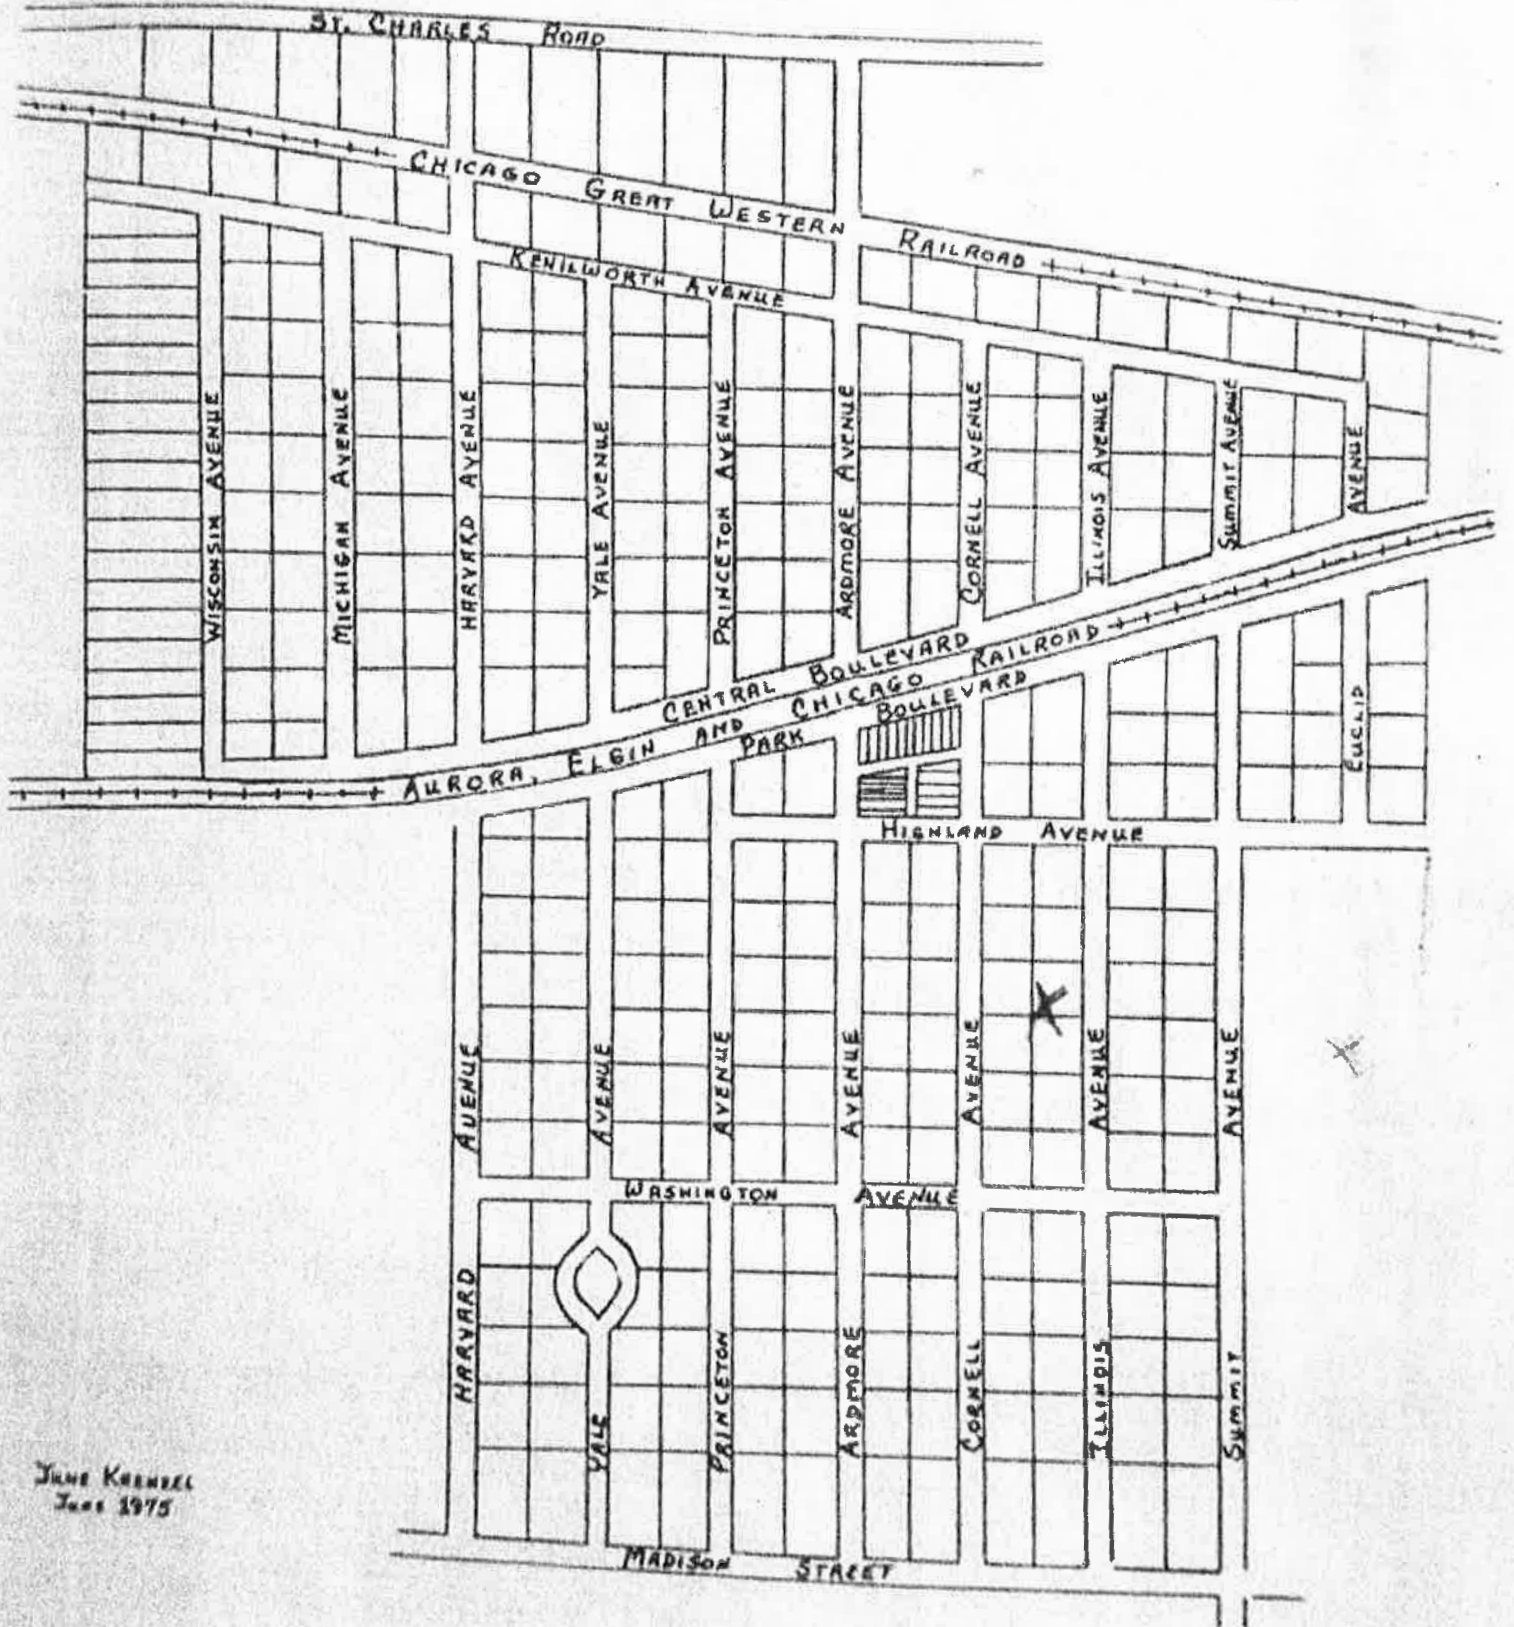 ST. CHARLES ROAD
CHICAGO GREAT WESTERN RAILROAD
KENILWORTH AVENUE
WISCONSIN AVENUE
MICHIGAN AVENUE
HARVARD AVENUE
YALE AVENUE
PRINCETON AVENUE
ARDMORE AVENUE
CORNELL AVENUE
ILLINOIS AVENUE
SUMMIT AVENUE
AVENUE
EUCLID
CENTRAL BOULEVARD
AURORA, ELGIN AND CHICAGO RAILROAD
PARK BOULEVARD
HIGHLAND AVENUE
AVENUE
AVENUE
AVENUE
AVENUE
AVENUE
AVENUE
AVENUE
WASHINGTON AVENUE
HARVARD
YALE
PRINCETON
ARDMORE
CORNELL
ILLINOIS
SUMMIT
MADISON STREET
JUNE
JUNE 1975